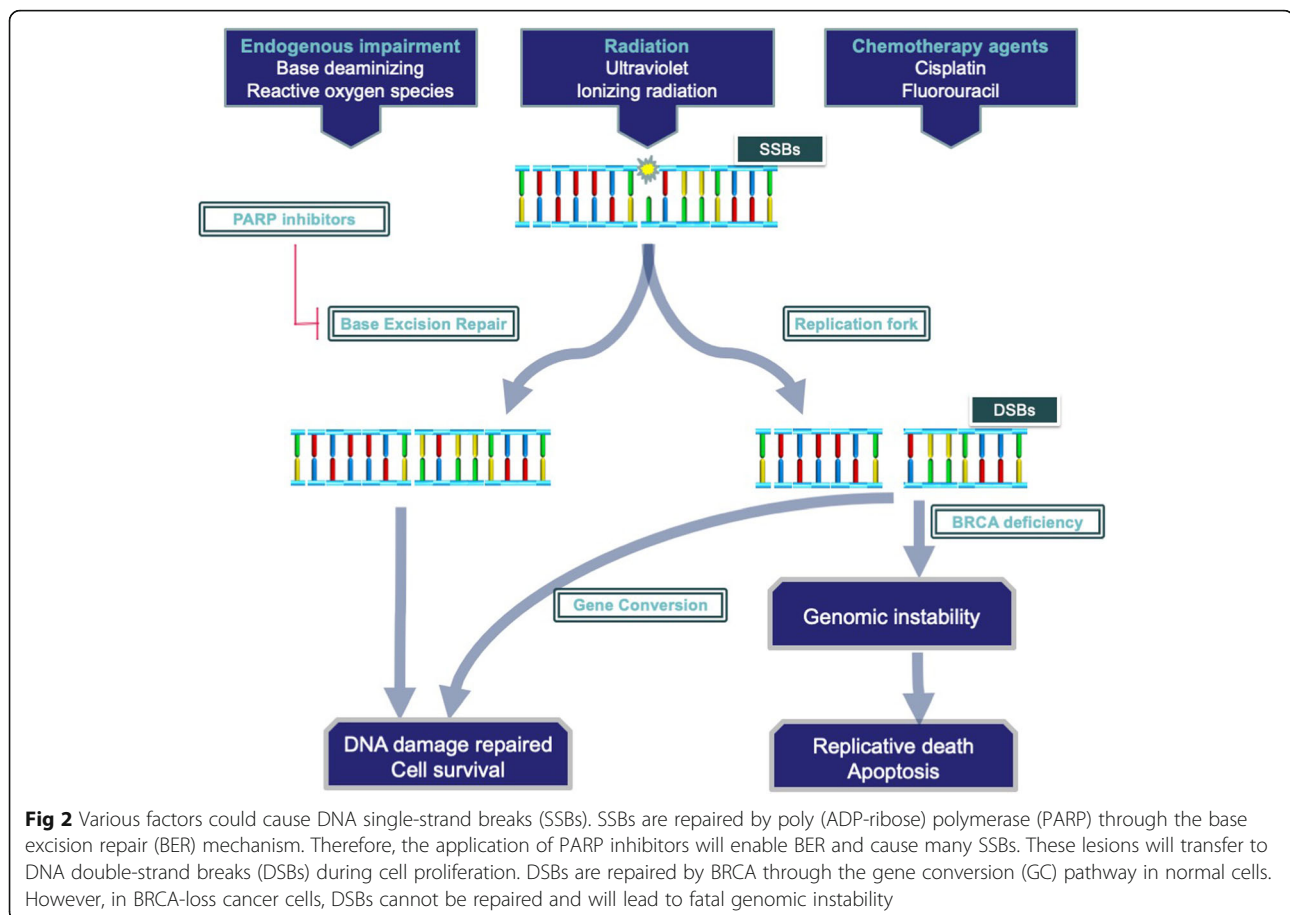 Endogenous impairment
Base deaminizing
Reactive oxygen species
Radiation
Ultraviolet
Ionizing radiation
Chemotherapy agents
Cisplatin
Fluorouracil
SSBs
PARP inhibitors
Base Excision Repair
Replication fork
DSBs
BRCA deficiency
Gene Conversion
Genomic instability
DNA damage repaired
Cell survival
Replicative death
Apoptosis
Fig 2 Various factors could cause DNA single-strand breaks (SSBs). SSBs are repaired by poly (ADP-ribose) polymerase (PARP) through the base
excision repair (BER) mechanism. Therefore, the application of PARP inhibitors will enable BER and cause many SSBs. These lesions will transfer to
DNA double-strand breaks (DSBs) during cell proliferation. DSBs are repaired by BRCA through the gene conversion (GC) pathway in normal cells.
However, in BRCA-loss cancer cells, DSBs cannot be repaired and will lead to fatal genomic instability